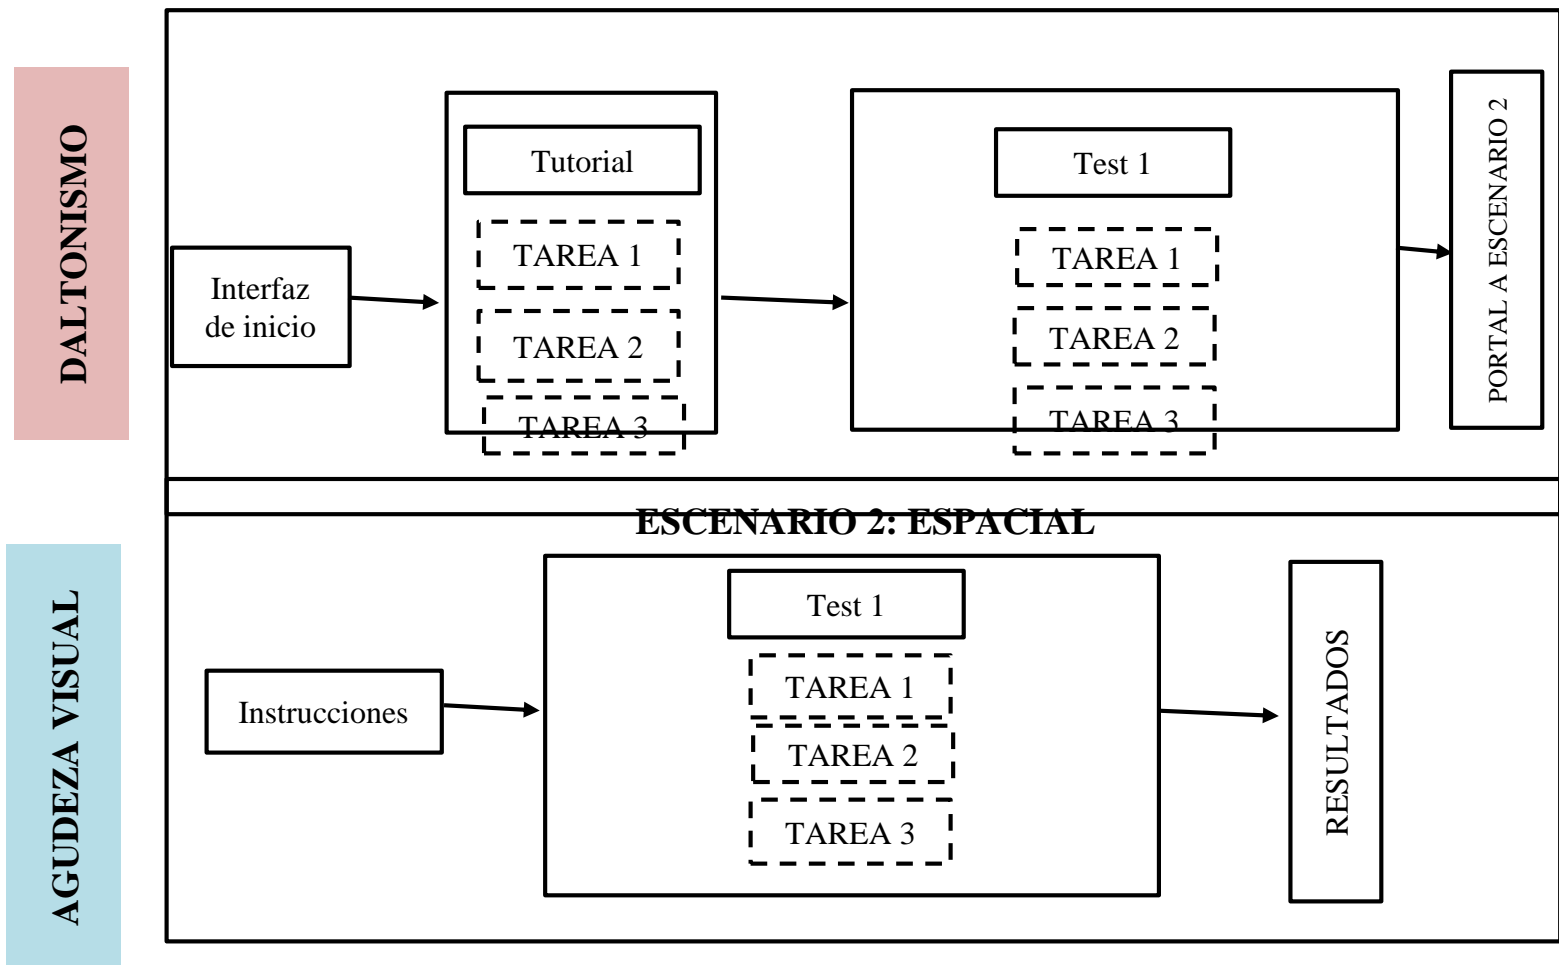 DALTONISMO
Interfaz
de inicio
Tutorial
TAREA 1
TAREA 2
TAREA 3
Test 1
TAREA 1
TAREA 2
TAREA 3
PORTAL A ESCENARIO 2
ESCENARIO 2: ESPACIAL
AGUDEZA VISUAL
Instrucciones
Test 1
TAREA 1
TAREA 2
TAREA 3
RESULTADOS